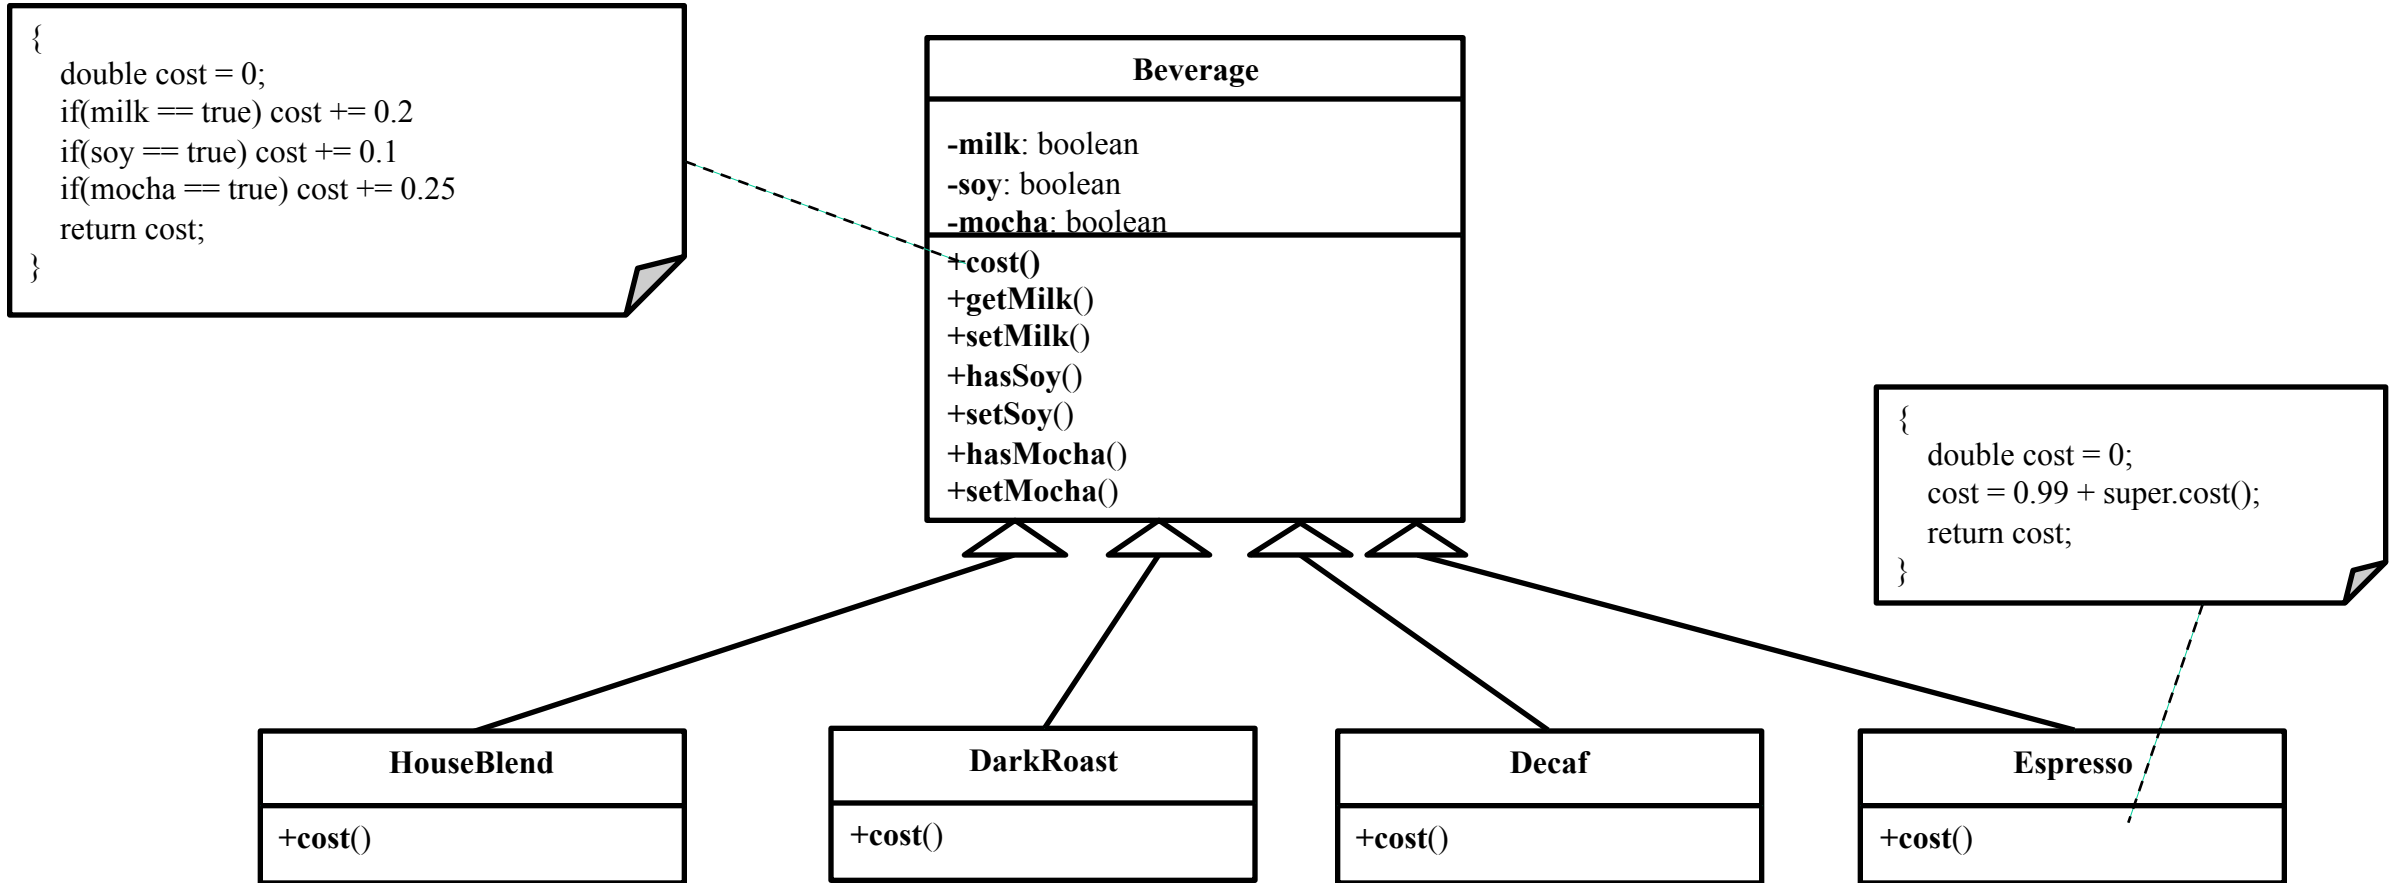 {
double cost = 0;
if(milk == true) cost += 0.2
if(soy == true) cost += 0.1
if(mocha == true) cost += 0.25
return cost;
}
Beverage
-milk: boolean
-soy: boolean
-mocha: boolean
+cost()
+getMilk()
+setMilk()
+hasSoy()
+setSoy()
+hasMocha()
+setMocha()
{
double cost = 0;
cost = 0.99 + super.cost();
return cost;
}
HouseBlend
+cost()
DarkRoast
+cost()
Decaf
+cost()
Espresso
+cost()